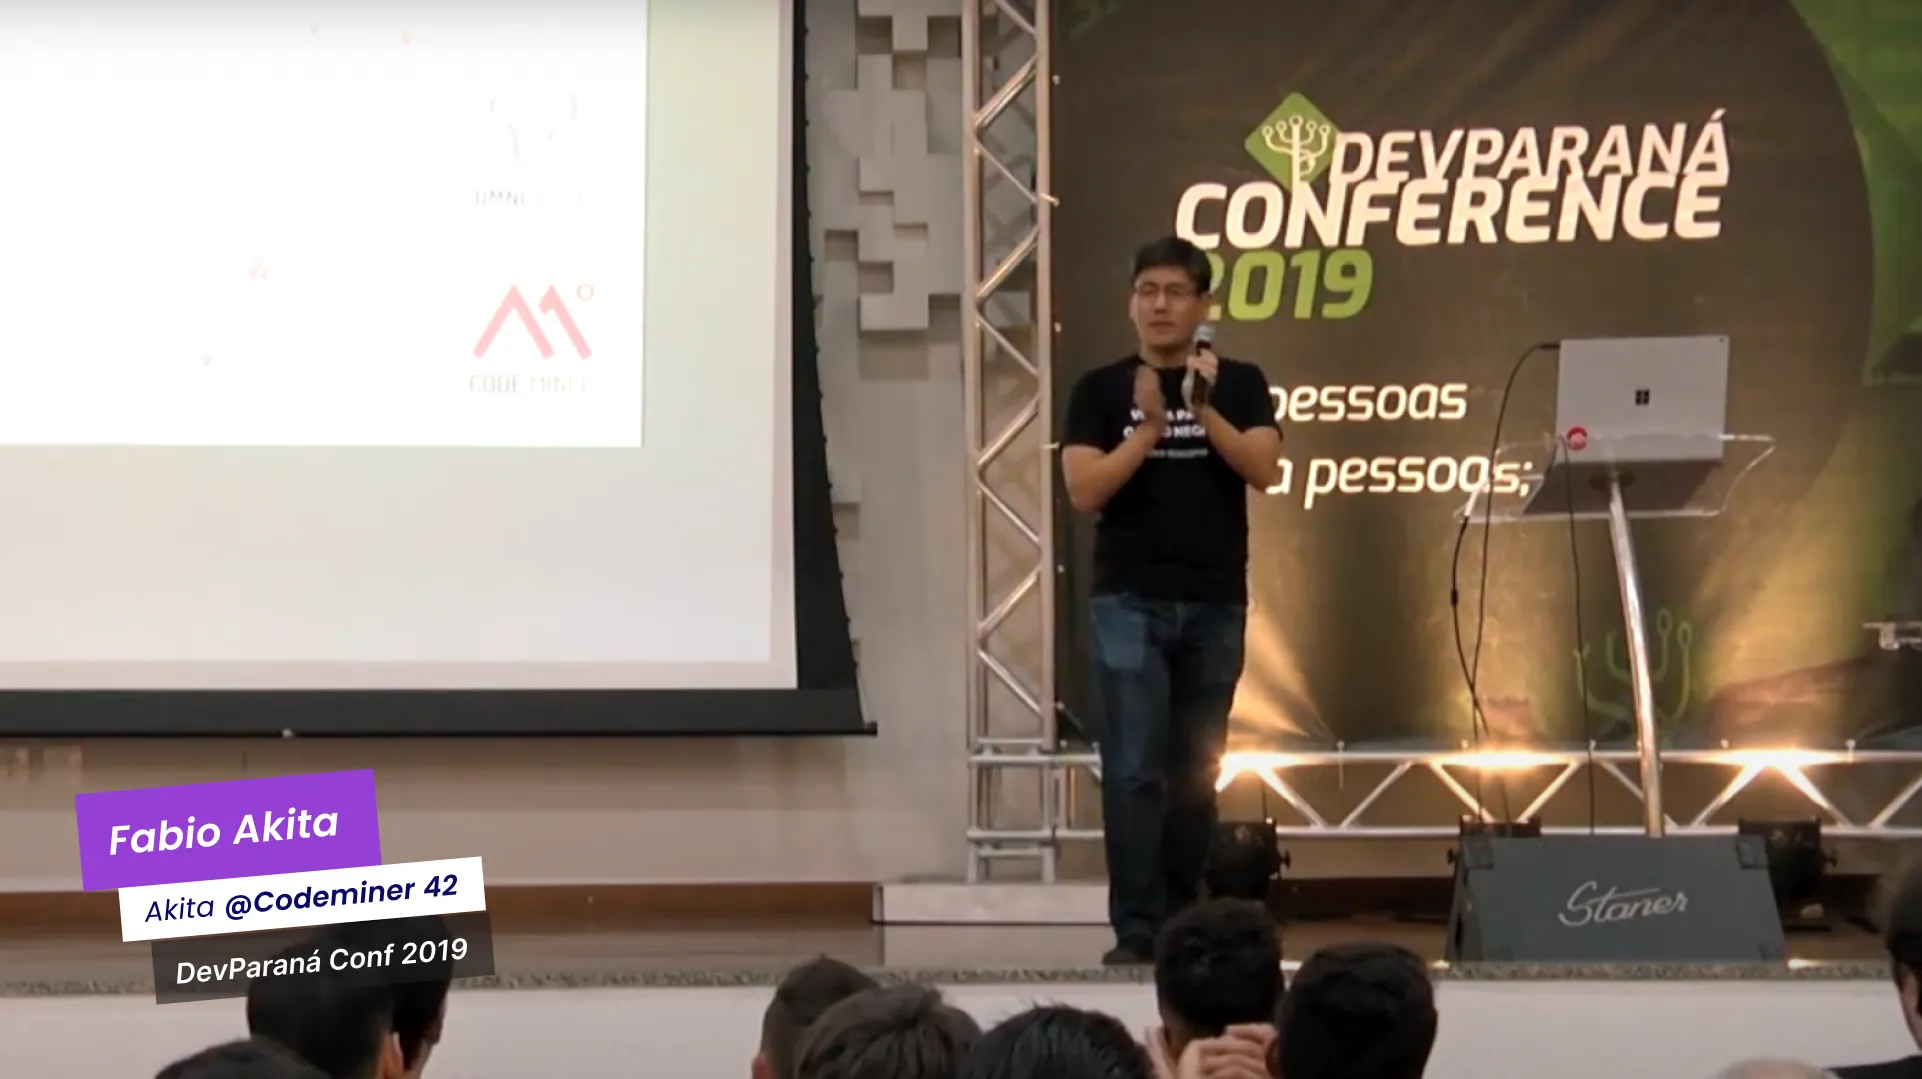 DEVPARANÁ
CONFERENCE
2019
pessoas
a pessoas;
CODE MINER
Staner
Fabio Akita
Akita @Codeminer 42
DevParaná Conf 2019